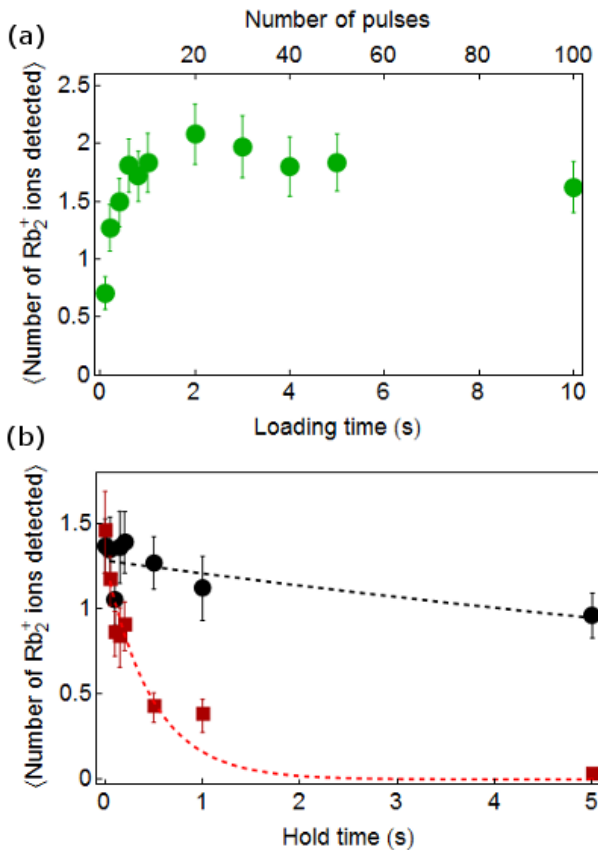 (a)
Number of pulses
0 20 40 60 80 100
⟨Number of Rb₂⁺ ions detected⟩
2.5
2
1.5
1
0.5
0
0 2 4 6 8 10
Loading time (s)
(b)
⟨Number of Rb₂⁺ ions detected⟩
1.5
1
0.5
0
0 1 2 3 4 5
Hold time (s)